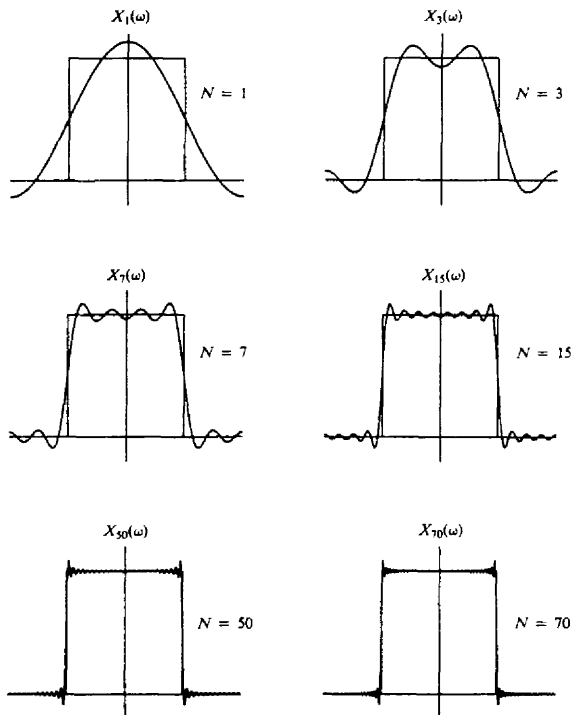 X₁(ω)
X₃(ω)
N = 1
N = 3
X₇(ω)
X₁₅(ω)
N = 7
N = 15
X₅₀(ω)
X₇₀(ω)
N = 50
N = 70